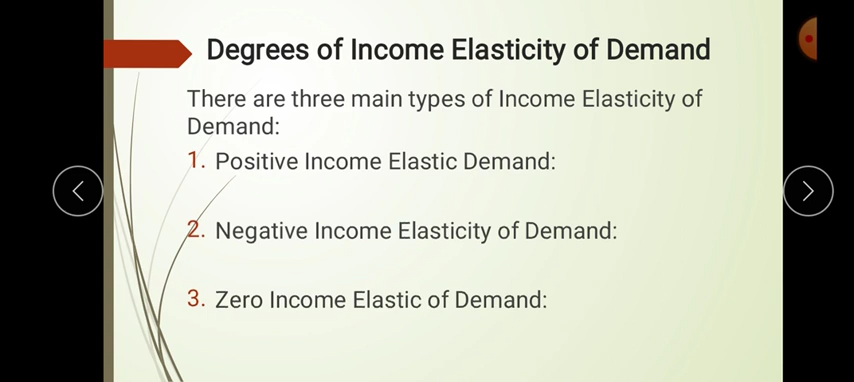 Degrees of Income Elasticity of Demand
There are three main types of Income Elasticity of
Demand:
1. Positive Income Elastic Demand:
2. Negative Income Elasticity of Demand:
3. Zero Income Elastic of Demand: